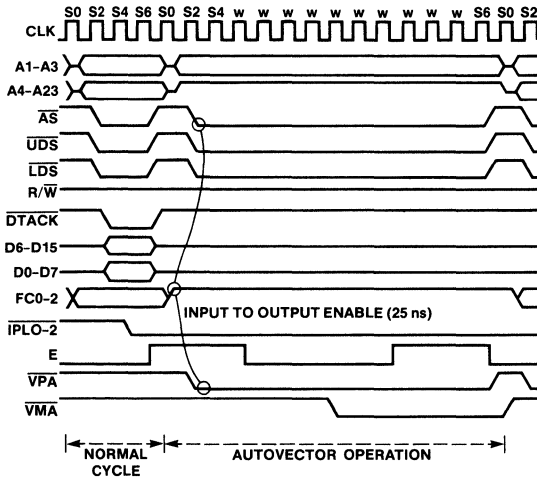 S0 S2 S4 S6 S0 S2 S4 w w w w w w w w w w S6 S0 S2
CLK
A1–A3
A4–A23
AS
UDS
LDS
R/W
DTACK
D6–D15
D0–D7
FC0-2
INPUT TO OUTPUT ENABLE (25 ns)
IPLO-2
E
VPA
VMA
NORMAL
CYCLE
AUTOVECTOR OPERATION